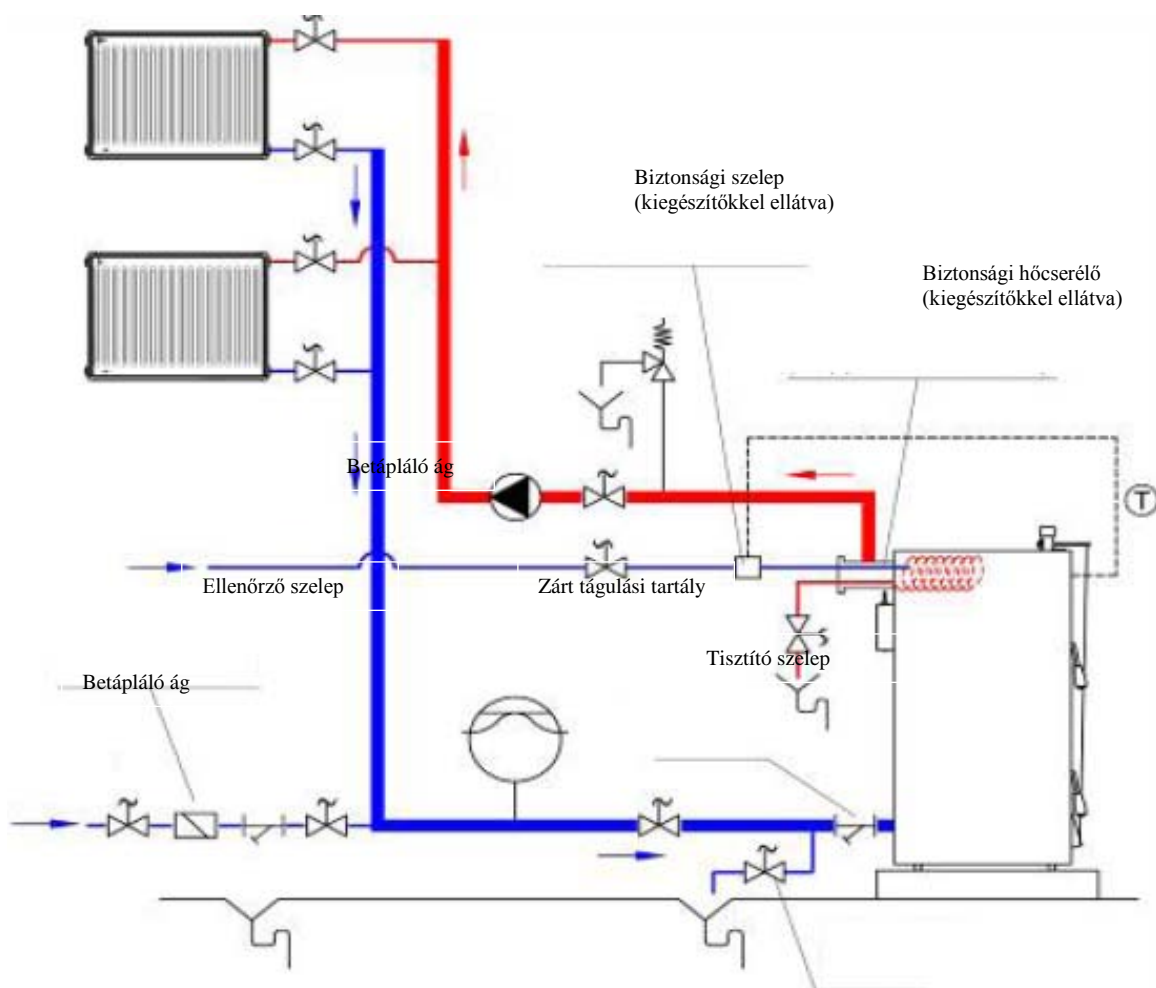 Biztonsági szelep
(kiegészítőkkel ellátva)
Biztonsági hőcserélő
(kiegészítőkkel ellátva)
Betápláló ág
T
Ellenőrző szelep
Zárt tágulási tartály
Tisztító szelep
Betápláló ág